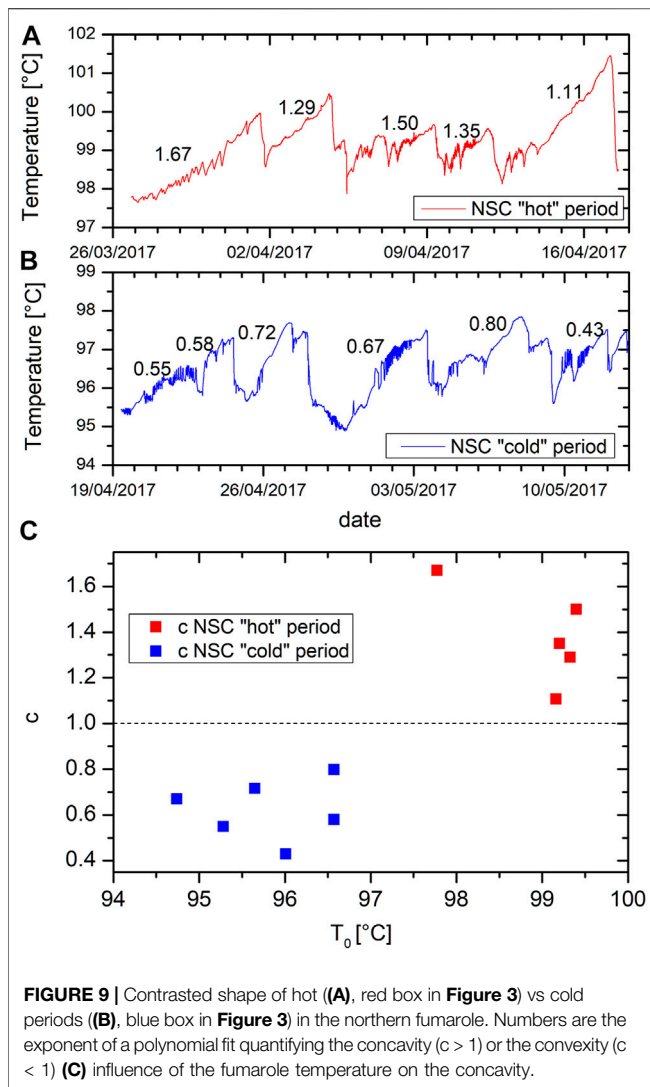 A
102
101
100
99
98
97
Temperature [°C]
1.67
1.29
1.50
1.35
1.11
NSC "hot" period
26/03/2017
02/04/2017
09/04/2017
16/04/2017
B
99
98
97
96
95
94
Temperature [°C]
0.55
0.58
0.72
0.67
0.80
0.43
NSC "cold" period
19/04/2017
26/04/2017
03/05/2017
10/05/2017
date
C
1.6
1.4
1.2
1.0
0.8
0.6
0.4
c
c NSC "hot" period
c NSC "cold" period
94
95
96
97
98
99
100
T0 [°C]
FIGURE 9 | Contrasted shape of hot ((A), red box in Figure 3) vs cold
periods ((B), blue box in Figure 3) in the northern fumarole. Numbers are the
exponent of a polynomial fit quantifying the concavity (c > 1) or the convexity (c
< 1) (C) influence of the fumarole temperature on the concavity.